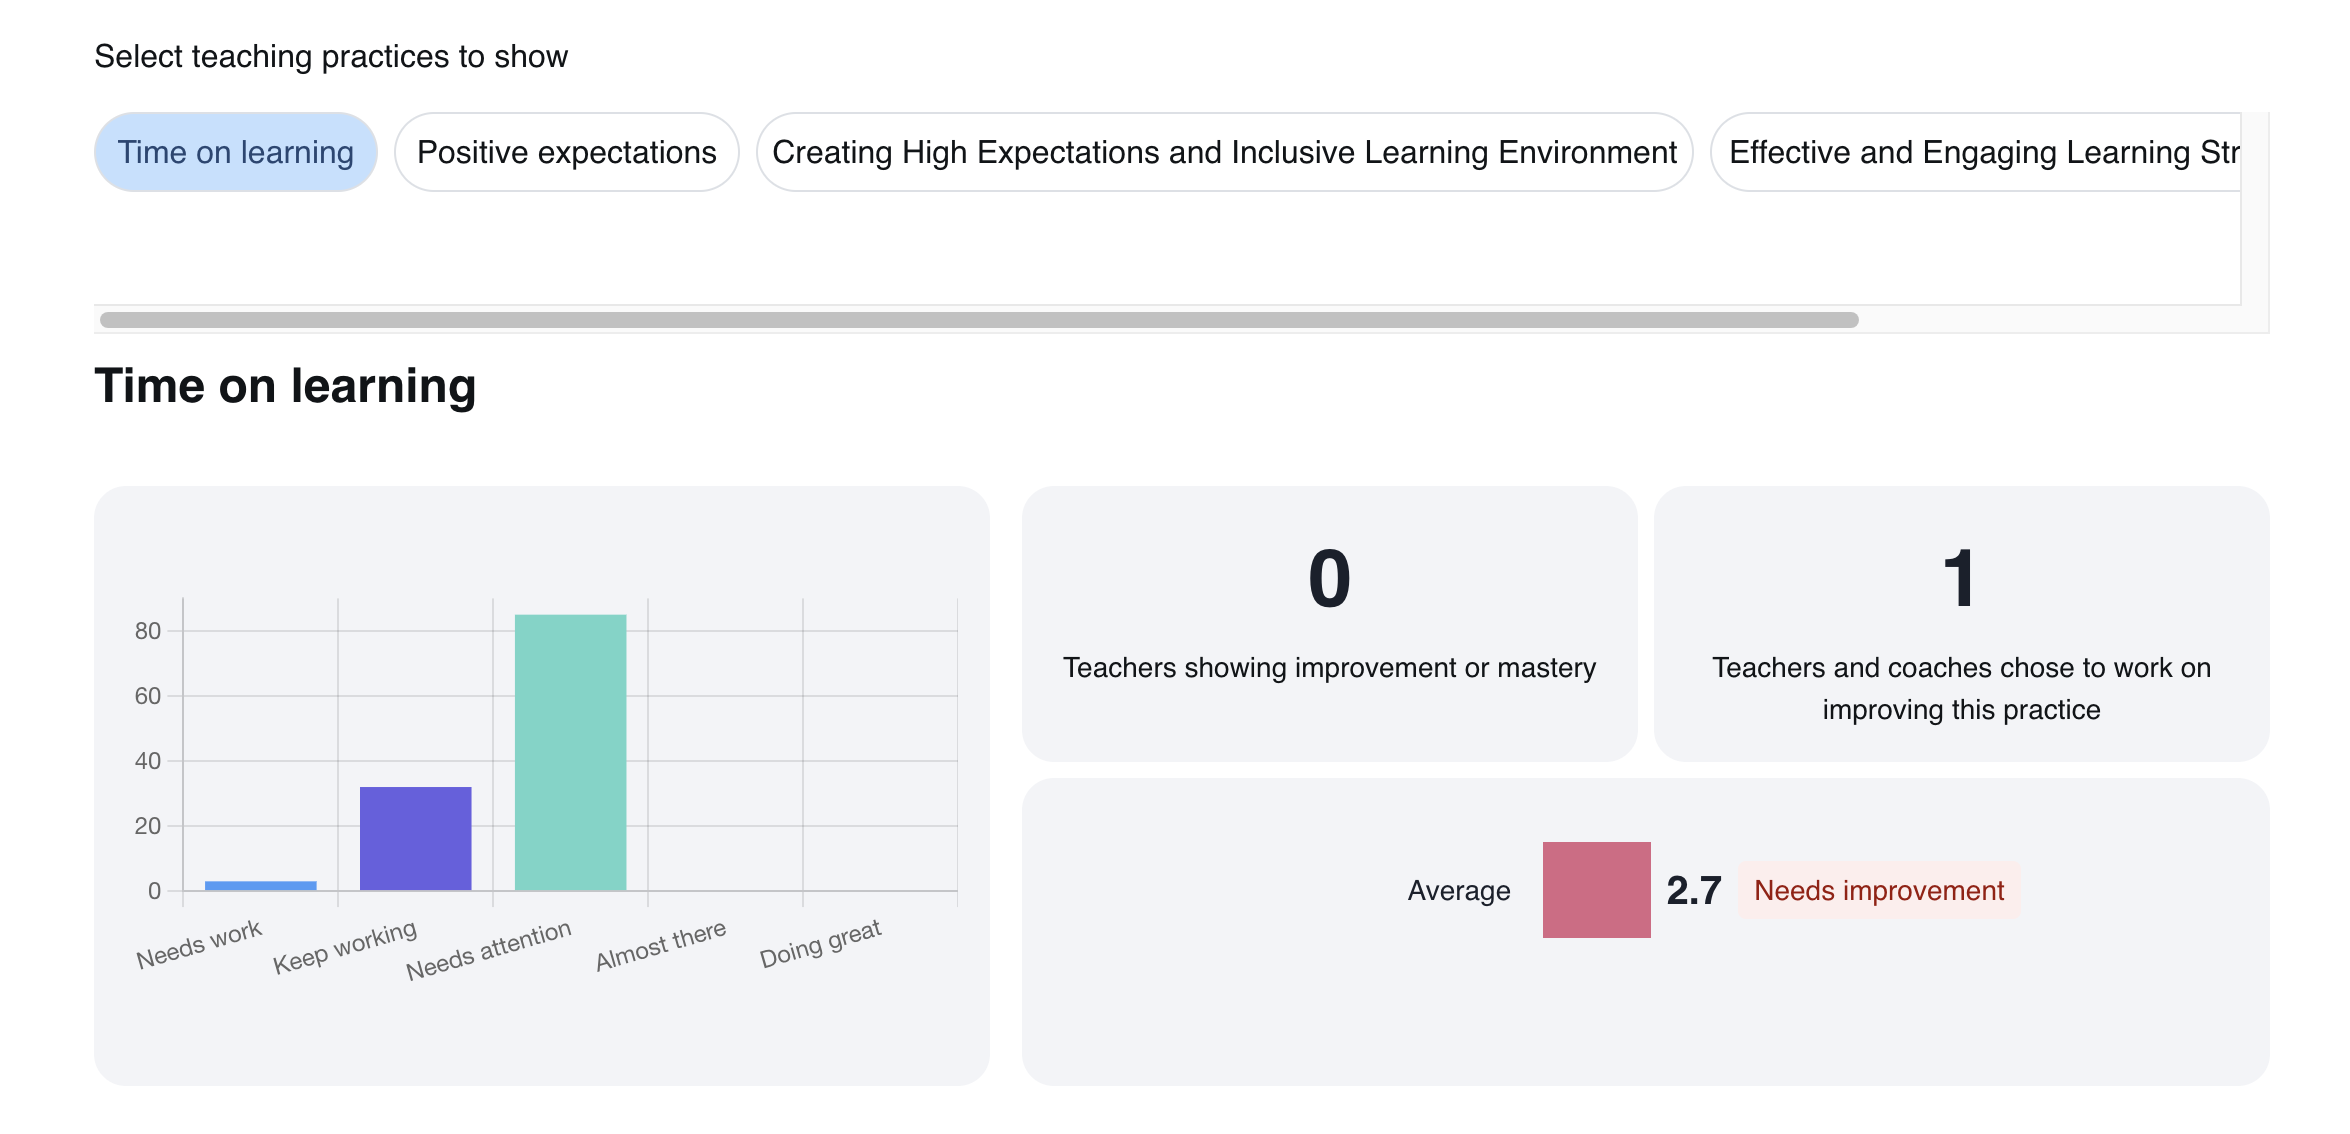 Select teaching practices to show
Time on learning
Positive expectations
Creating High Expectations and Inclusive Learning Environment
Effective and Engaging Learning Str
Time on learning
80
60
40
20
0
Needs work
Keep working
Needs attention
Almost there
Doing great
0
Teachers showing improvement or mastery
1
Teachers and coaches chose to work on
improving this practice
Average
2.7
Needs improvement